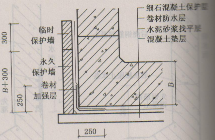 细石混凝土保护层
卷材防水层
水泥砂浆找平层
混凝土垫层
临时
保护墙
永久
保护墙
卷材
加强层
300
B+300
250
B
250